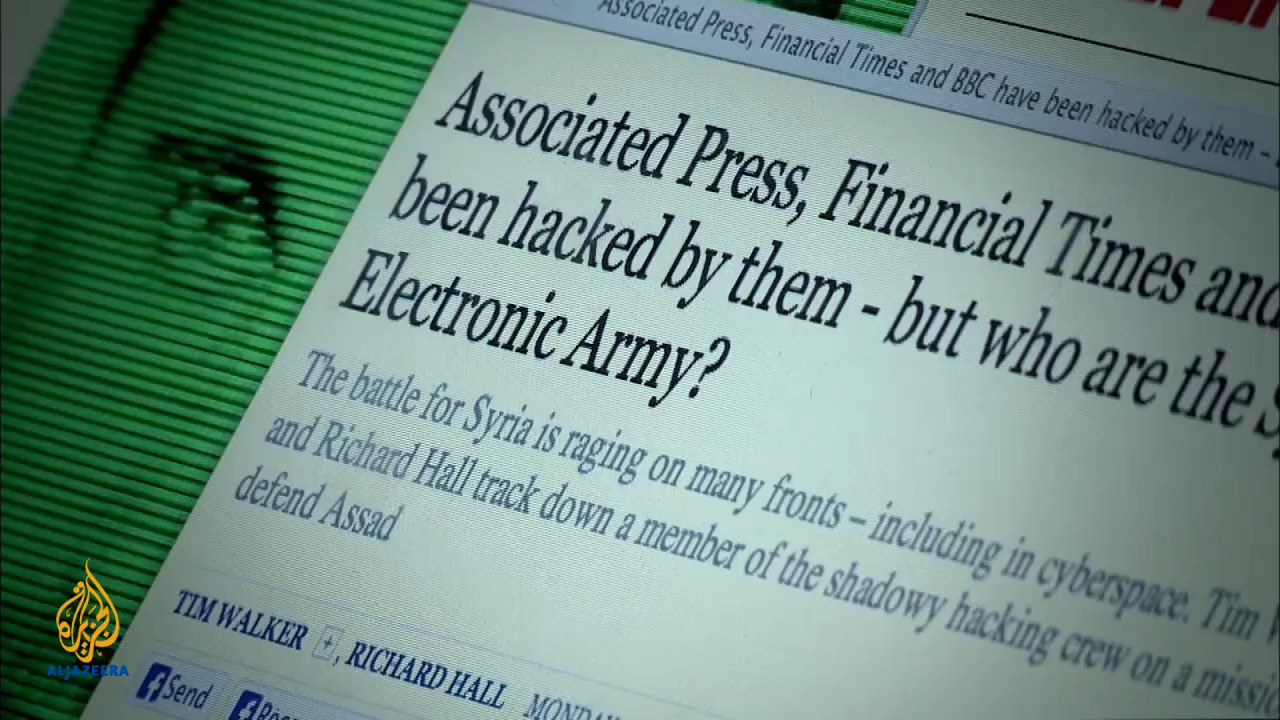 Associated Press, Financial Times and BBC have been hacked by them –
Associated Press, Financial Times and
been hacked by them - but who are the
Electronic Army?
The battle for Syria is raging on many fronts – including in cyberspace. Tim
and Richard Hall track down a member of the shadowy hacking crew on a
defend Assad
TIM WALKER +, RICHARD HALL
Send
الجزيرة
ALJAZEERA